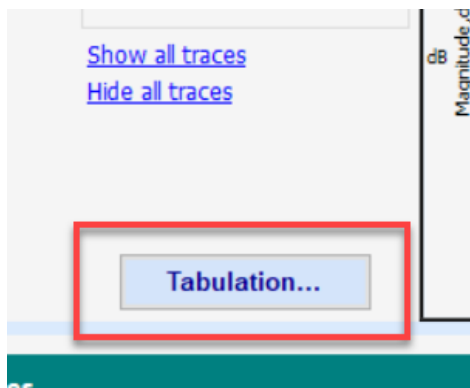 Show all traces
Hide all traces
dB
Magnitude,d
Tabulation...